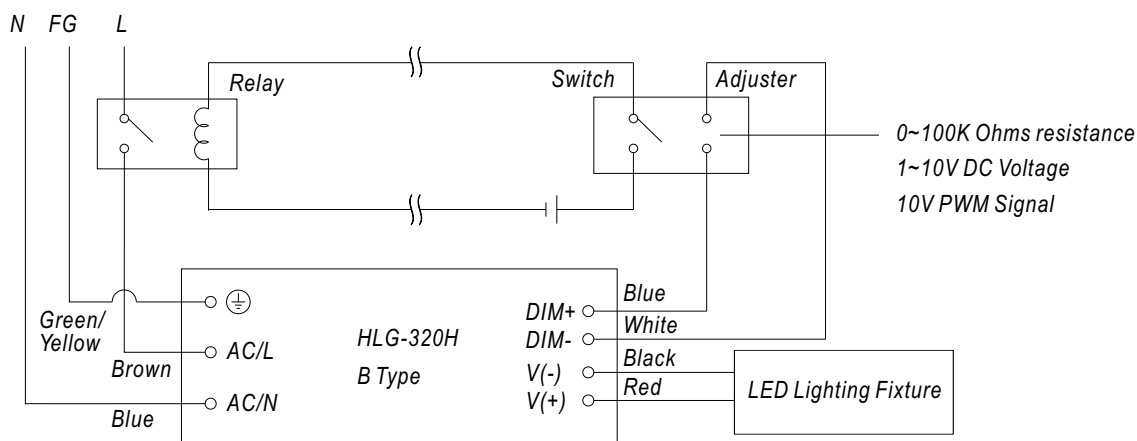 N FG L
Relay
Switch
Adjuster
0~100K Ohms resistance
1~10V DC Voltage
10V PWM Signal
Green/
Yellow
Brown
Blue
AC/L
AC/N
HLG-320H
B Type
DIM+
DIM-
V(-)
V(+)
Blue
White
Black
Red
LED Lighting Fixture